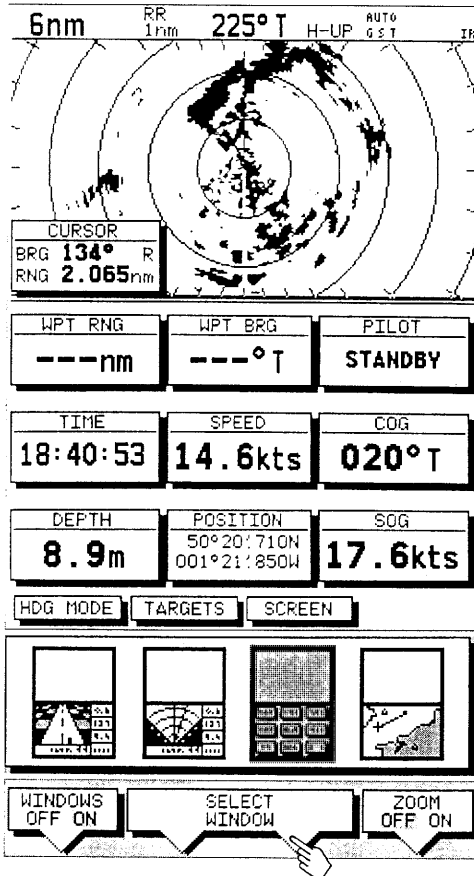 6nm RR 1nm 225°T H-UP AUTO GST
CURSOR
BRG 134° R
RNG 2.065nm
WPT RNG
---nm
WPT BRG
---°T
PILOT
STANDBY
TIME
18:40:53
SPEED
14.6kts
COG
020°T
DEPTH
8.9m
POSITION
50°20!710N
001°21!850W
SOG
17.6kts
HDG MODE TARGETS SCREEN
WINDOWS
OFF ON
SELECT
WINDOW
ZOOM
OFF ON